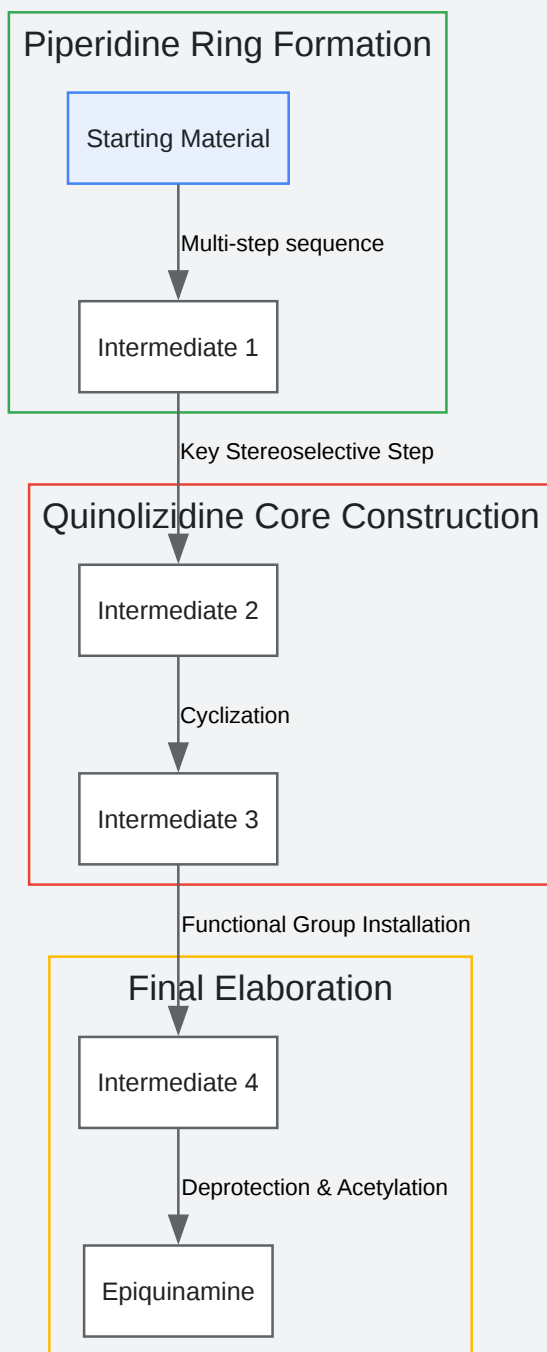 Piperidine Ring Formation
Starting Material
Multi-step sequence
Intermediate 1
Key Stereoselective Step
Quinolizidine Core Construction
Intermediate 2
Cyclization
Intermediate 3
Functional Group Installation
Final Elaboration
Intermediate 4
Deprotection & Acetylation
Epiquinamine